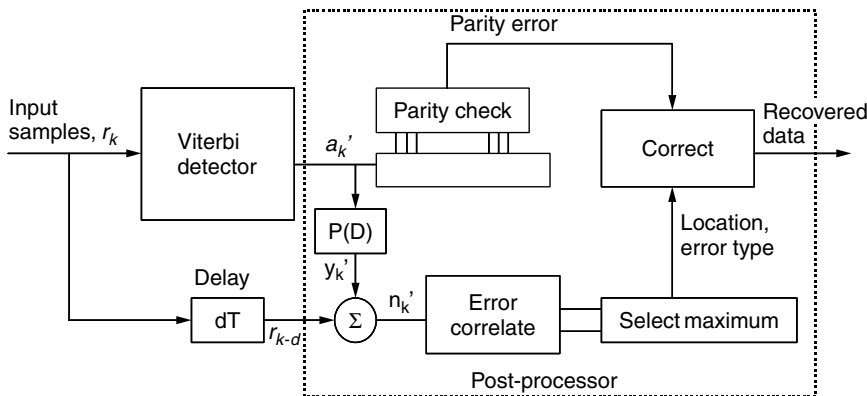 Parity error
Input
samples, r_k
Viterbi
detector
a_k'
Parity check
Correct
Recovered
data
P(D)
y_k'
Location,
error type
Delay
dT
r_{k-d}
Σ
n_k'
Error
correlate
Select maximum
Post-processor